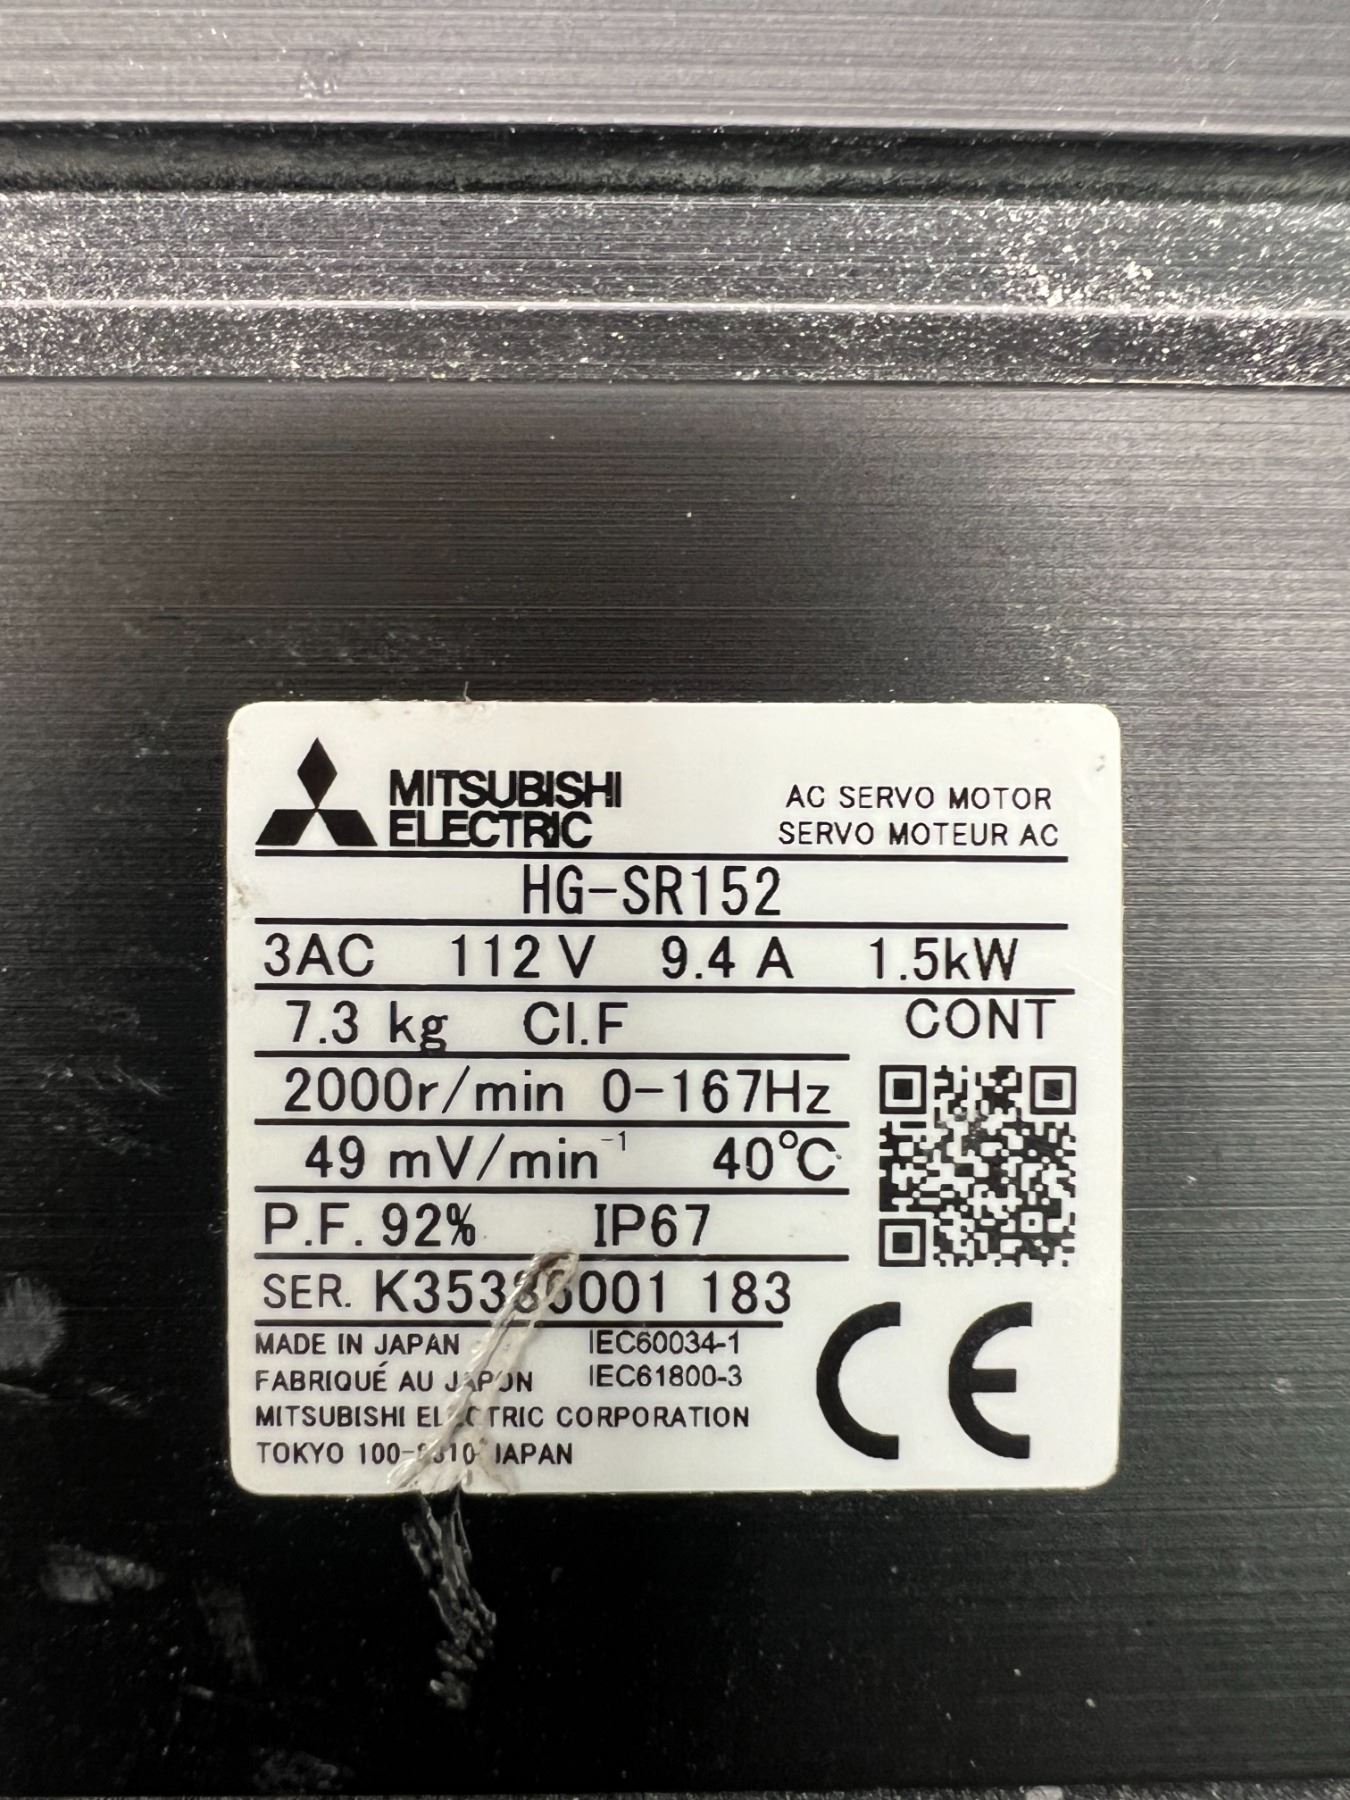 MITSUBISHI
ELECTRIC
AC SERVO MOTOR
SERVO MOTEUR AC
HG-SR152
3AC 112 V 9.4 A 1.5kW
7.3 kg Cl.F CONT
2000r/min 0-167Hz
49 mV/min⁻¹ 40℃
P.F. 92% IP67
SER. 183
MADE IN JAPAN IEC60034-1
FABRIQUÉ AU JAPON IEC61800-3
MITSUBISHI ELECTRIC CORPORATION
TOKYO JAPAN